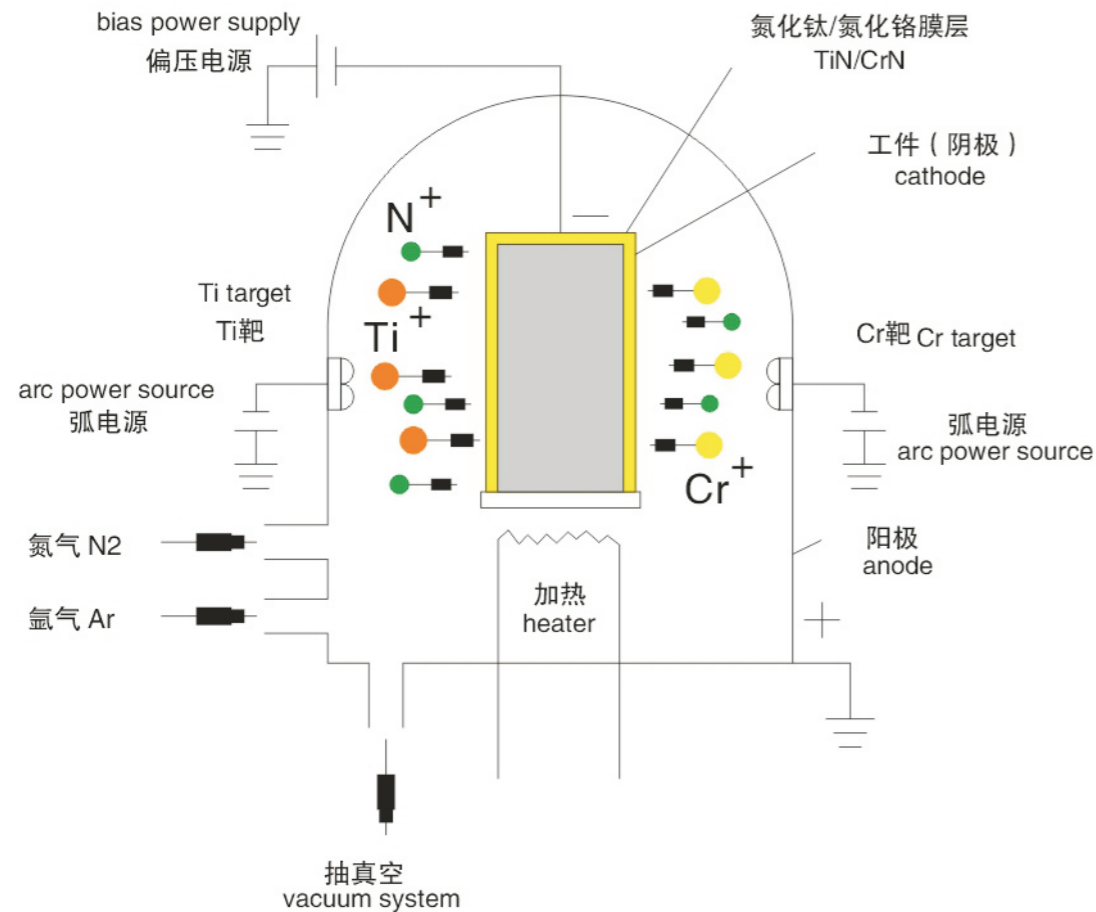 bias power supply
偏压电源
氮化钛/氮化铬膜层
TiN/CrN
工件（阴极）
cathode
N+
Ti target
Ti靶
Ti+
Cr靶 Cr target
arc power source
弧电源
弧电源
arc power source
Cr+
氮气 N2
阳极
anode
氩气 Ar
加热
heater
抽真空
vacuum system